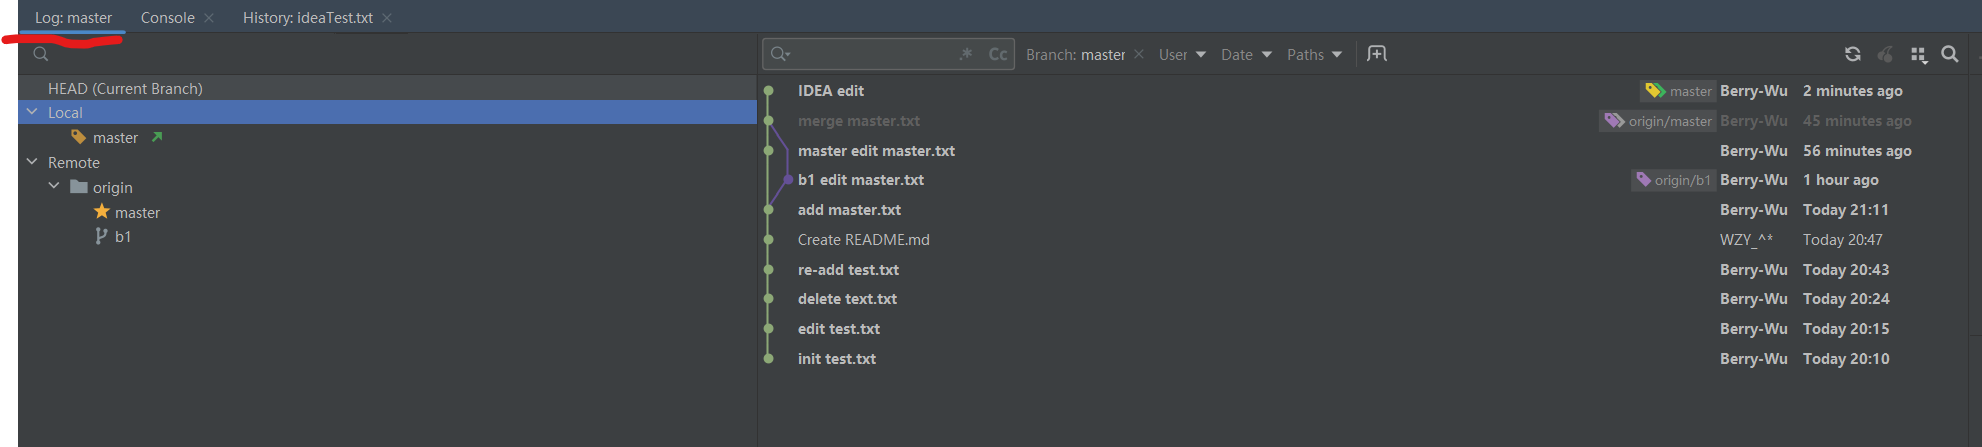 Log: master Console History: ideaTest.txt
.* Cc Branch: master User Date Paths
HEAD (Current Branch)
Local
master
Remote
origin
master
b1
IDEA edit master Berry-Wu 2 minutes ago
merge master.txt origin/master Berry-Wu 45 minutes ago
master edit master.txt Berry-Wu 56 minutes ago
b1 edit master.txt origin/b1 Berry-Wu 1 hour ago
add master.txt Berry-Wu Today 21:11
Create README.md WZY_^* Today 20:47
re-add test.txt Berry-Wu Today 20:43
delete text.txt Berry-Wu Today 20:24
edit test.txt Berry-Wu Today 20:15
init test.txt Berry-Wu Today 20:10